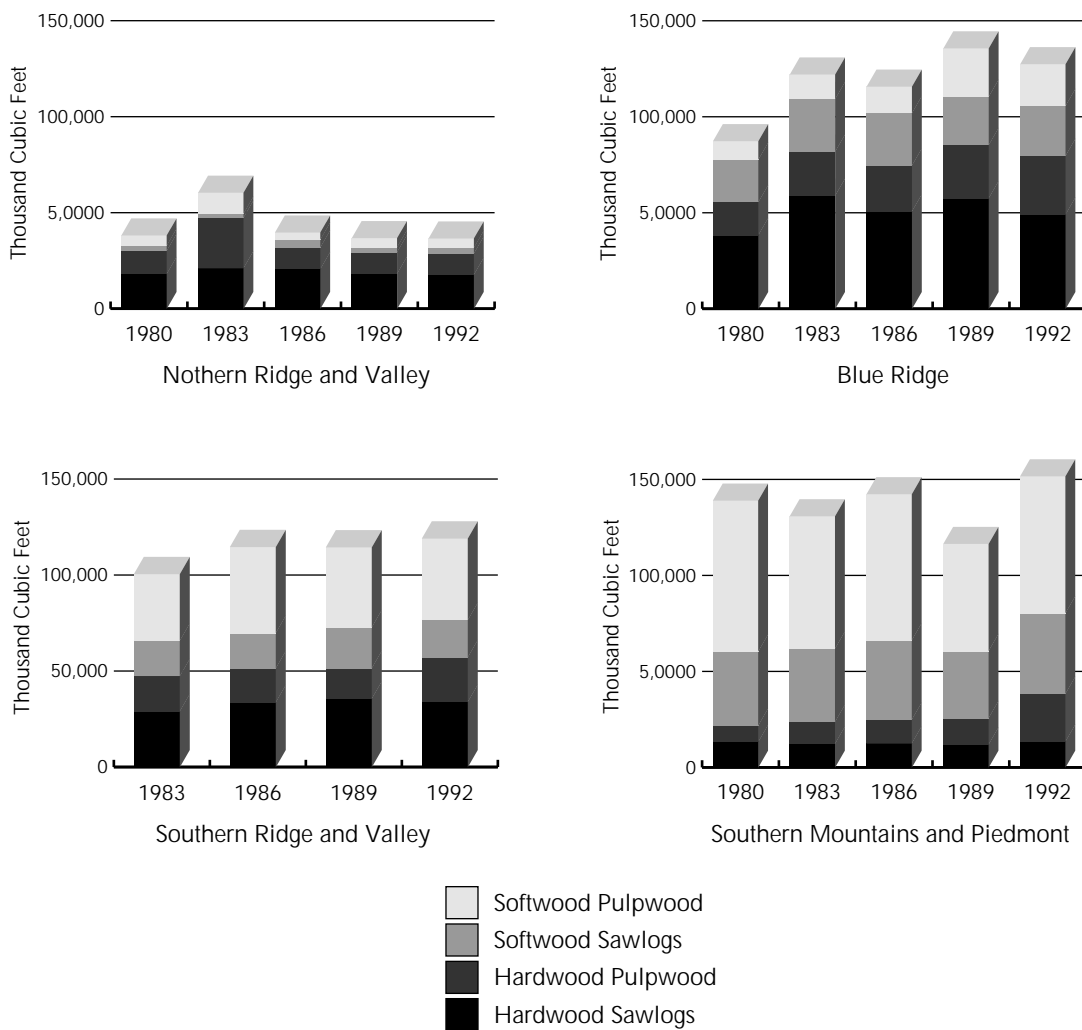 150,000
100,000
5,0000
0
Thousand Cubic Feet
1980 1983 1986 1989 1992
Nothern Ridge and Valley
150,000
100,000
5,0000
0
Thousand Cubic Feet
1980 1983 1986 1989 1992
Blue Ridge
150,000
100,000
50,000
0
Thousand Cubic Feet
1983 1986 1989 1992
Southern Ridge and Valley
150,000
100,000
5,0000
0
Thousand Cubic Feet
1980 1983 1986 1989 1992
Southern Mountains and Piedmont
Softwood Pulpwood
Softwood Sawlogs
Hardwood Pulpwood
Hardwood Sawlogs